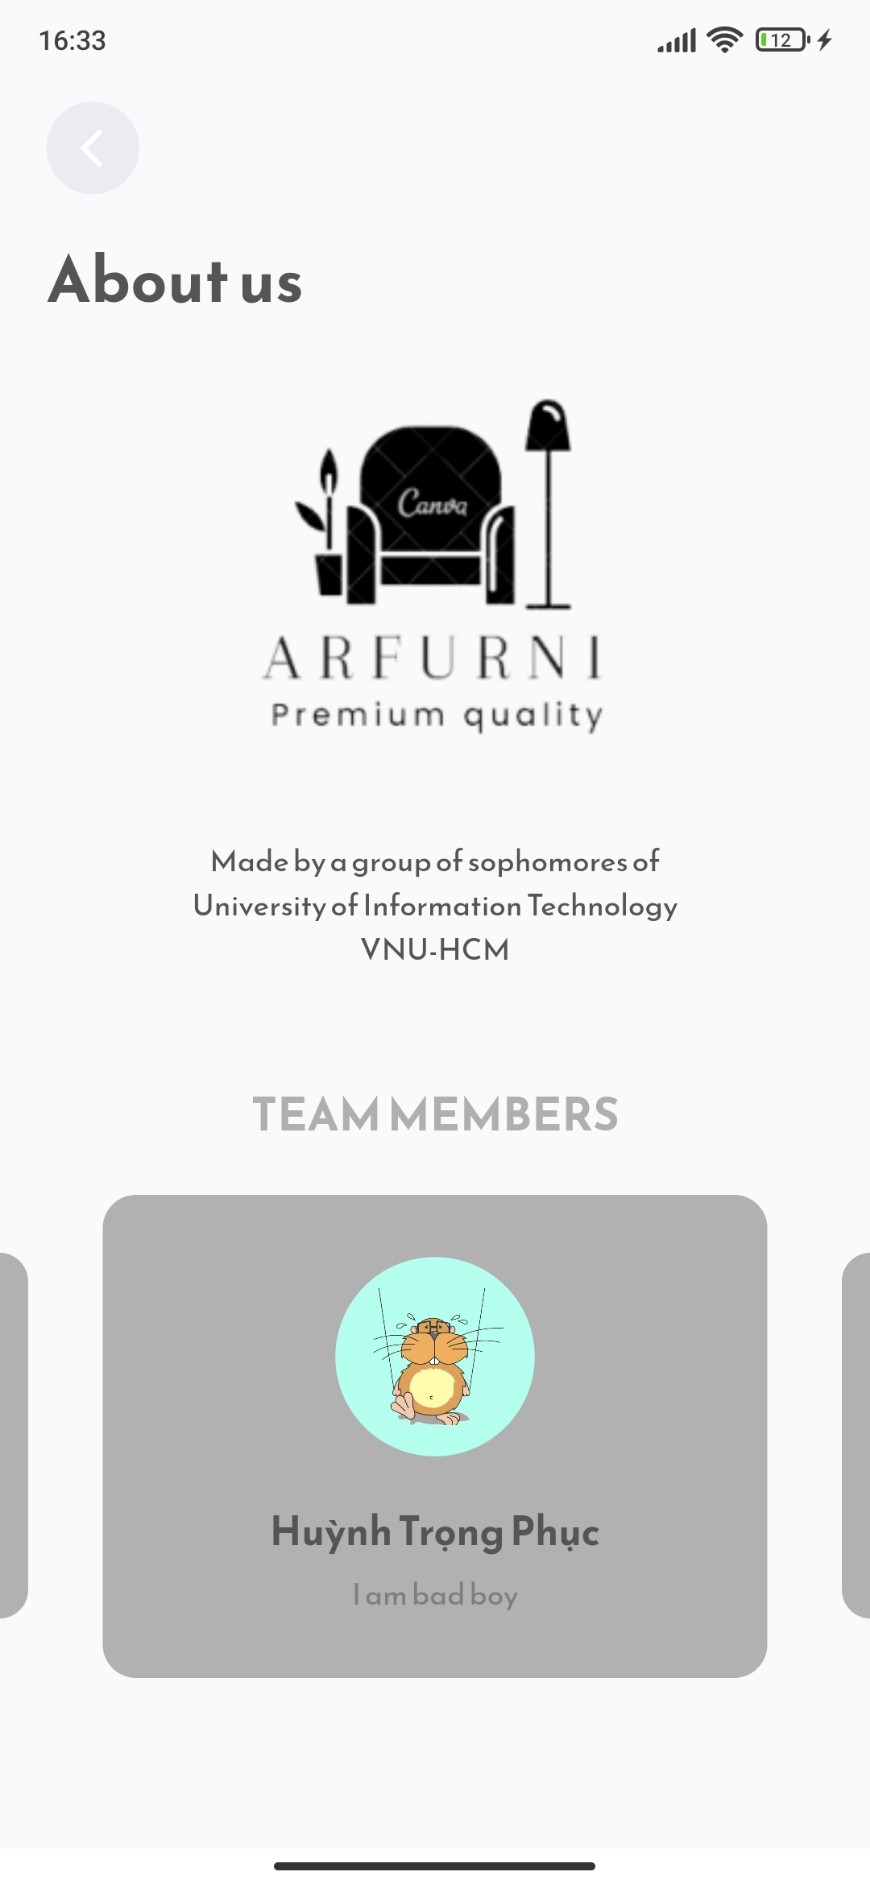 16:33
12
About us
Canva
ARFURNI
Premium quality
Made by a group of sophomores of
University of Information Technology
VNU-HCM
TEAM MEMBERS
Huỳnh Trọng Phục
I am bad boy